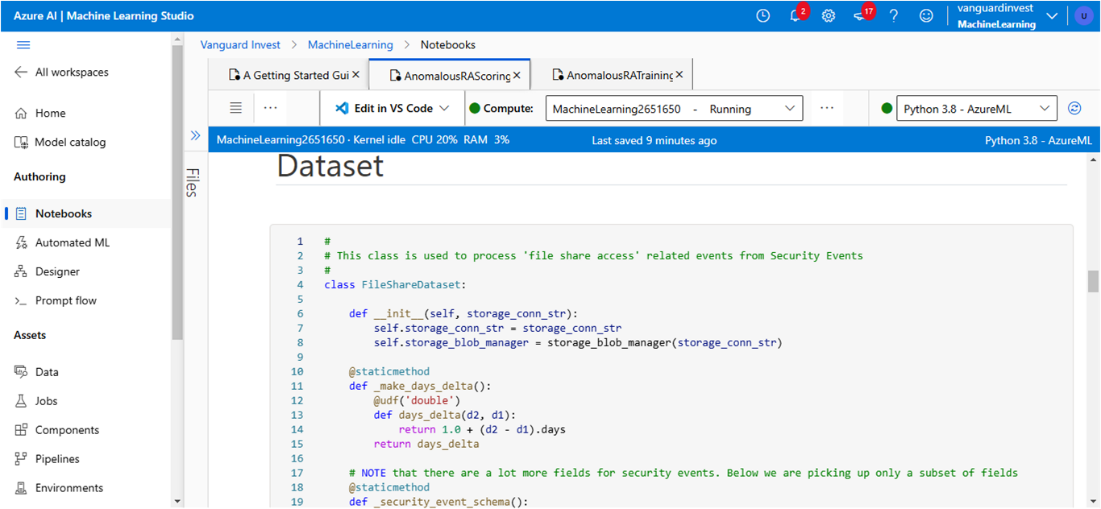 Azure AI | Machine Learning Studio
2
17
?
vanguardinvest
MachineLearning
U
Vanguard Invest > MachineLearning > Notebooks
All workspaces
Home
Model catalog
Authoring
Notebooks
Automated ML
Designer
Prompt flow
Assets
Data
Jobs
Components
Pipelines
Environments
Files
A Getting Started Gui ×
AnomalousRAScoring ×
AnomalousRATraining ×
... Edit in VS Code Compute: MachineLearning2651650 - Running ... Python 3.8 - AzureML
MachineLearning2651650 · Kernel idle CPU 20% RAM 3% Last saved 9 minutes ago Python 3.8 - AzureML
Dataset
1 #
2 # This class is used to process 'file share access' related events from Security Events
3 #
4 class FileShareDataset:
5
6     def __init__(self, storage_conn_str):
7         self.storage_conn_str = storage_conn_str
8         self.storage_blob_manager = storage_blob_manager(storage_conn_str)
9
10     @staticmethod
11     def _make_days_delta():
12         @udf('double')
13         def days_delta(d2, d1):
14             return 1.0 + (d2 - d1).days
15         return days_delta
16
17     # NOTE that there are a lot more fields for security events. Below we are picking up only a subset of fields
18     @staticmethod
19     def _security_event_schema():